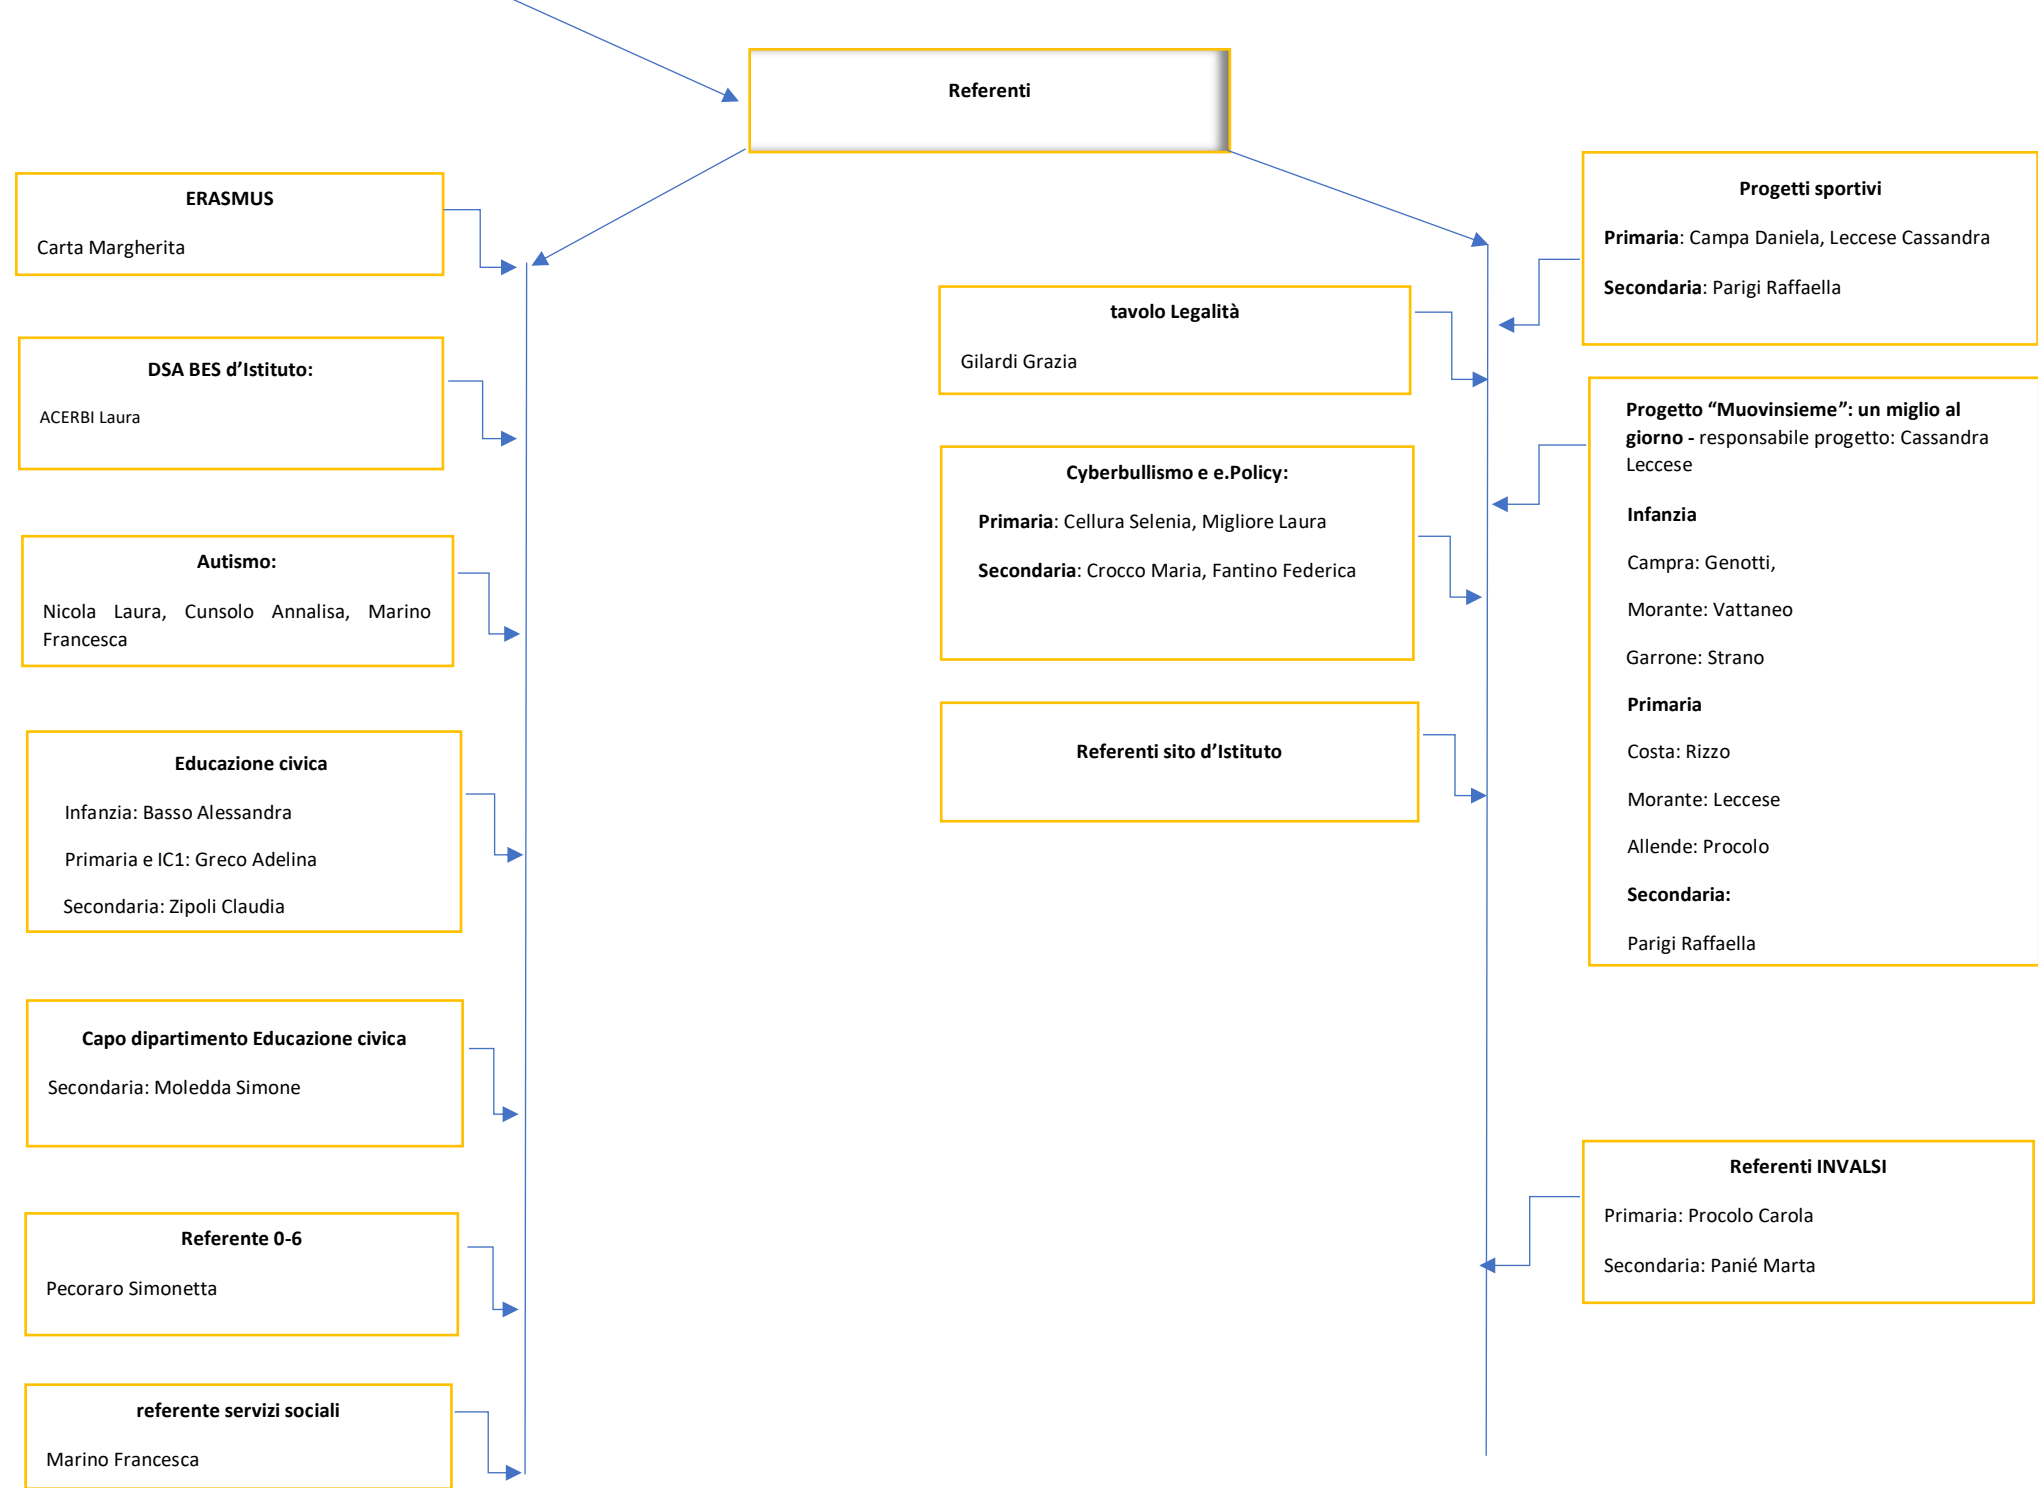 Referenti
ERASMUS
Carta Margherita
DSA BES d’Istituto:
ACERBI Laura
Autismo:
Nicola Laura, Cunsolo Annalisa, Marino
Francesca
Educazione civica
Infanzia: Basso Alessandra
Primaria e IC1: Greco Adelina
Secondaria: Zipoli Claudia
Capo dipartimento Educazione civica
Secondaria: Moledda Simone
Referente 0-6
Pecoraro Simonetta
referente servizi sociali
Marino Francesca
tavolo Legalità
Gilardi Grazia
Cyberbullismo e e.Policy:
Primaria: Cellura Selenia, Migliore Laura
Secondaria: Crocco Maria, Fantino Federica
Referenti sito d’Istituto
Progetti sportivi
Primaria: Campa Daniela, Leccese Cassandra
Secondaria: Parigi Raffaella
Progetto “Muovinsieme”: un miglio al
giorno - responsabile progetto: Cassandra
Leccese
Infanzia
Campra: Genotti,
Morante: Vattaneo
Garrone: Strano
Primaria
Costa: Rizzo
Morante: Leccese
Allende: Procolo
Secondaria:
Parigi Raffaella
Referenti INVALSI
Primaria: Procolo Carola
Secondaria: Panié Marta